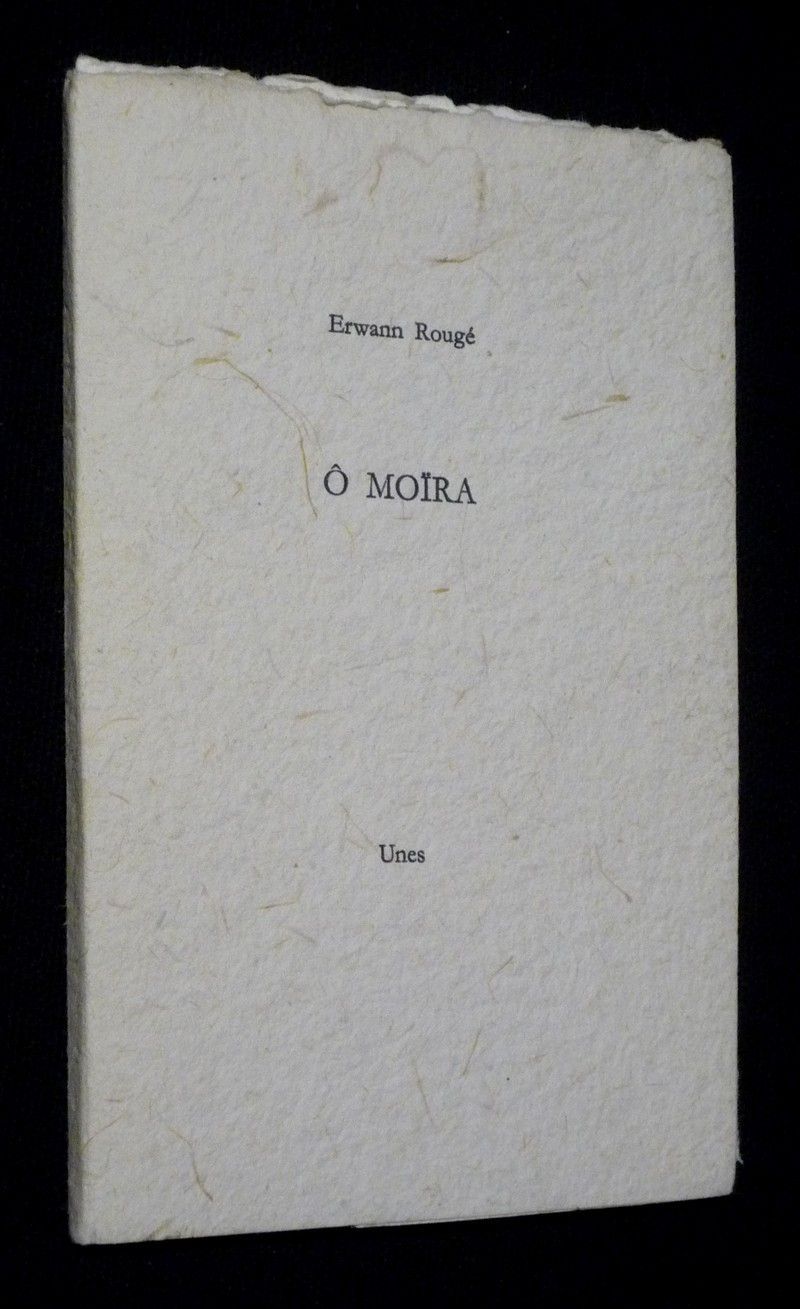 Erwann Rougé
Ô MOÏRA
Unes